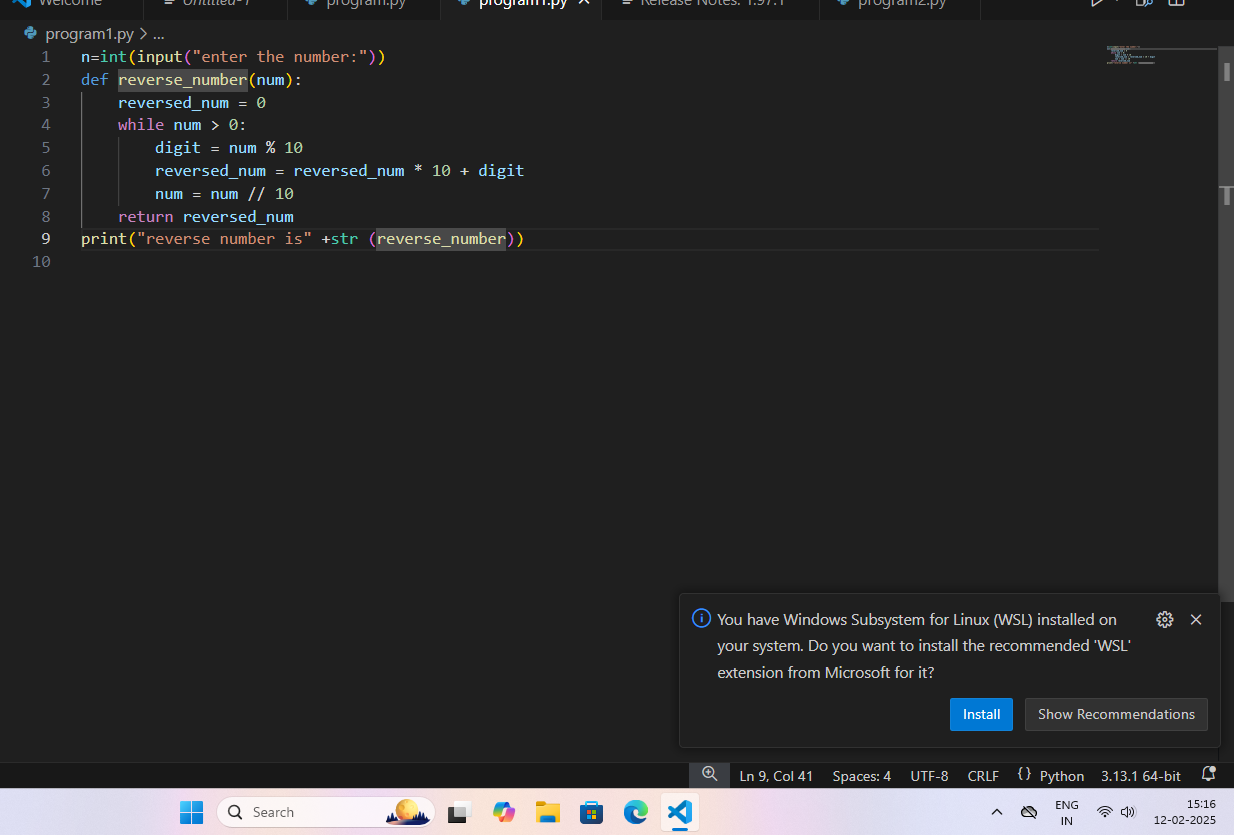 Welcome Untitled-1 program.py program1.py Release Notes: 1.97.1 program2.py
program1.py > ...
1 n=int(input("enter the number:"))
2 def reverse_number(num):
3     reversed_num = 0
4     while num > 0:
5         digit = num % 10
6         reversed_num = reversed_num * 10 + digit
7         num = num // 10
8     return reversed_num
9 print("reverse number is" +str (reverse_number))
10
You have Windows Subsystem for Linux (WSL) installed on
your system. Do you want to install the recommended 'WSL'
extension from Microsoft for it?
Install Show Recommendations
Ln 9, Col 41 Spaces: 4 UTF-8 CRLF {} Python 3.13.1 64-bit
Search
ENG
IN
15:16
12-02-2025